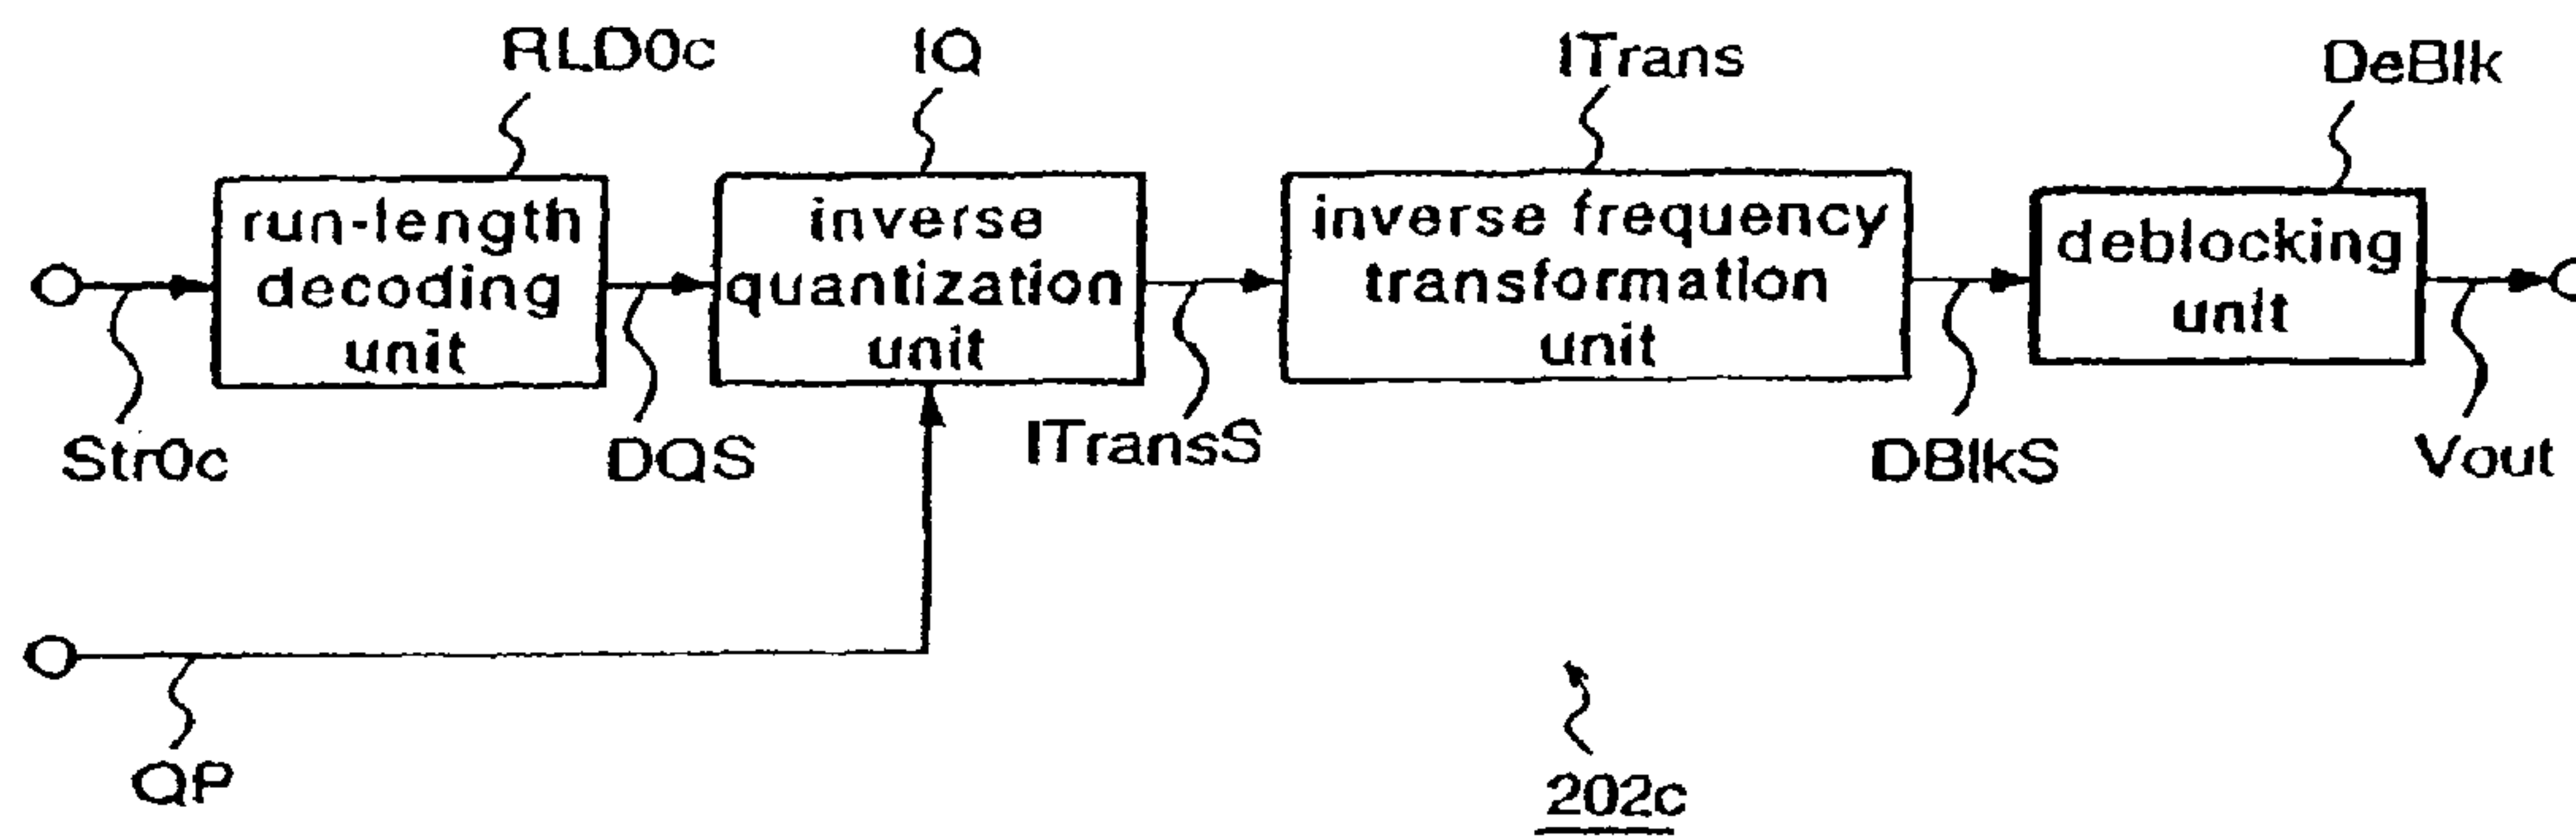 RLD0c
IQ
ITrans
DeBlk
run-length
decoding
unit
inverse
quantization
unit
inverse frequency
transformation
unit
deblocking
unit
Str0c
DQS
ITransS
DBlkS
Vout
QP
202c